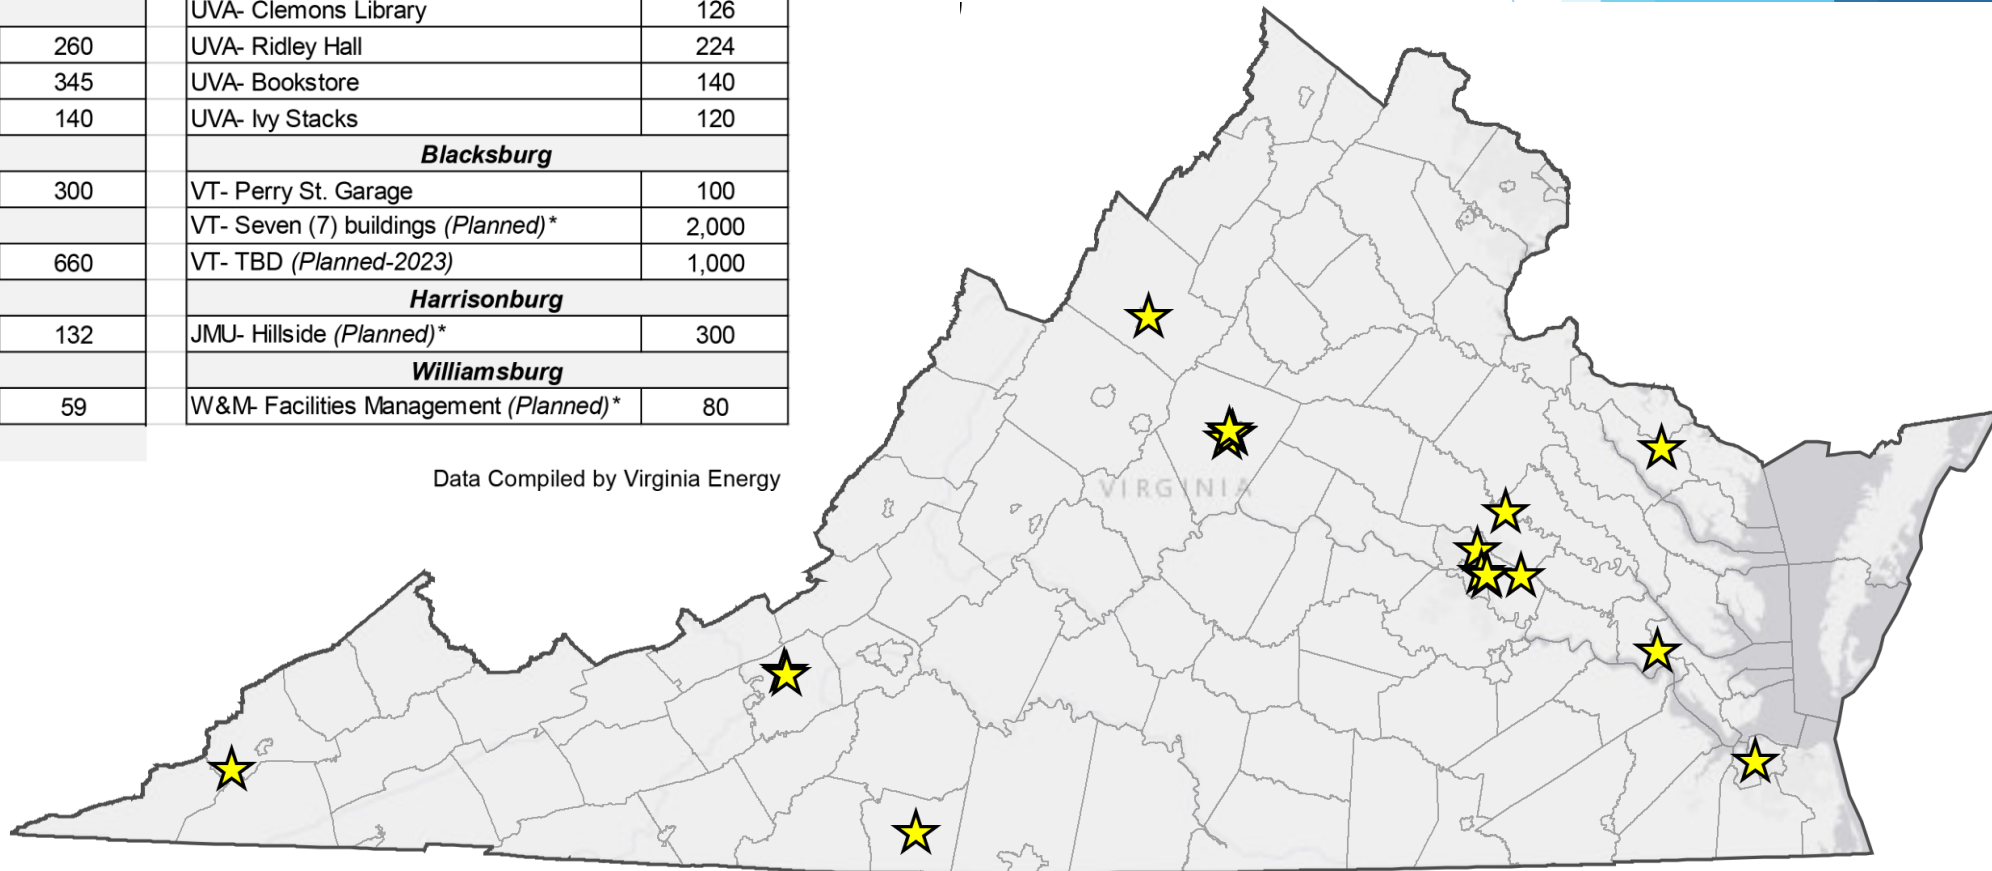 UVA- Clemons Library 126
260 UVA- Ridley Hall 224
345 UVA- Bookstore 140
140 UVA- Ivy Stacks 120
Blacksburg
300 VT- Perry St. Garage 100
VT- Seven (7) buildings (Planned)* 2,000
660 VT- TBD (Planned-2023) 1,000
Harrisonburg
132 JMU- Hillside (Planned)* 300
Williamsburg
59 W&M- Facilities Management (Planned)* 80
Data Compiled by Virginia Energy
VIRGINIA